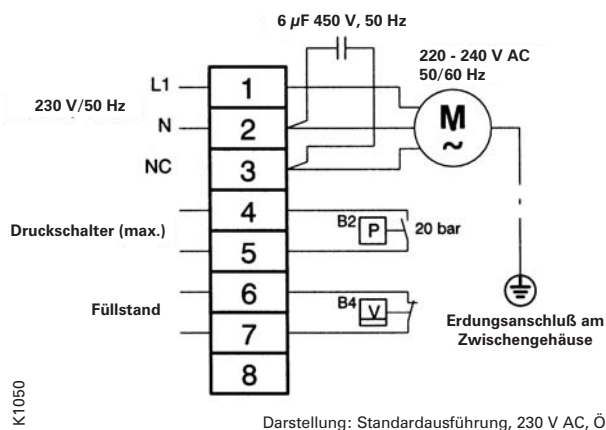 6 µF 450 V, 50 Hz
220 - 240 V AC
50/60 Hz
230 V/50 Hz
L1
N
NC
1
2
3
4
5
6
7
8
M
~
Druckschalter (max.)
B2
P
20 bar
Füllstand
B4
V
Erdungsanschluß am
Zwischengehäuse
K1050
Darstellung: Standardausführung, 230 V AC, Ö